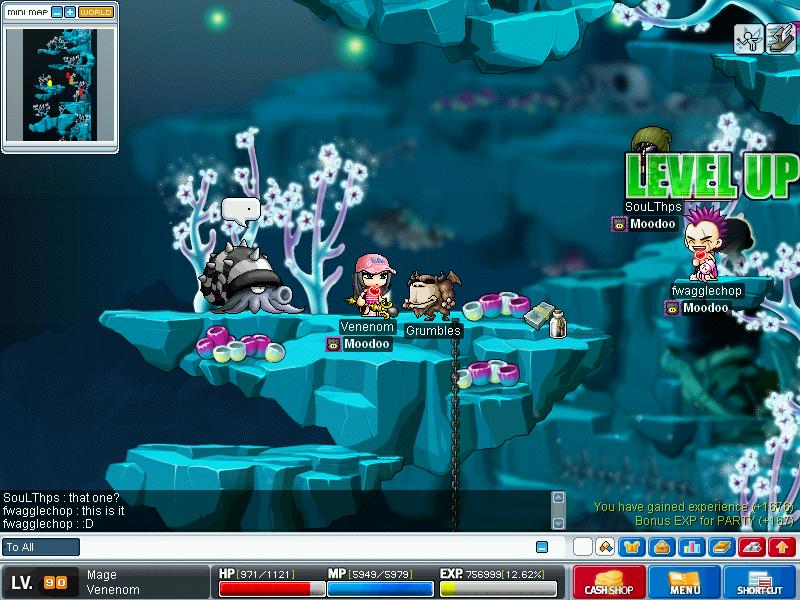 MINI MAP WORLD
LEVEL UP
SouLThps
Moodoo
fwagglechop
Moodoo
Venenom
Grumbles
Moodoo
SouLThps : that one?
fwagglechop : this is it
fwagglechop : :D
You have gained experience (+1676)
Bonus EXP for PARTY (+167)
To All
LV. 90
Mage
Venenom
HP[971/1121]
MP[5949/5979]
EXP 756999[12.62%]
CASH SHOP
MENU
SHORT CUT